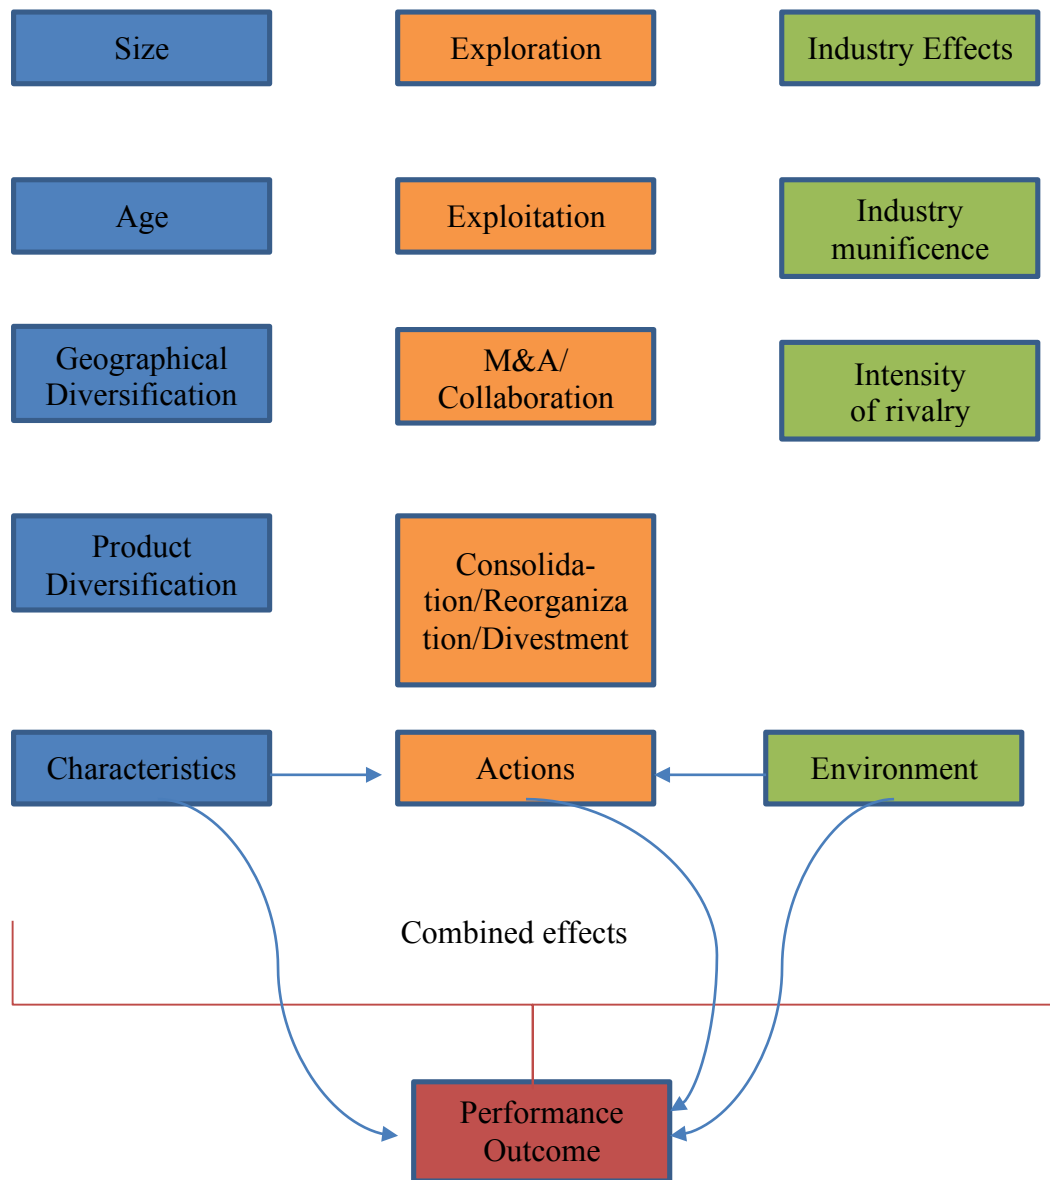 Size
Exploration
Industry Effects
Age
Exploitation
Industry
munificence
Geographical
Diversification
M&A/
Collaboration
Intensity
of rivalry
Product
Diversification
Consolida-
tion/Reorganiza
tion/Divestment
Characteristics
Actions
Environment
Combined effects
Performance
Outcome